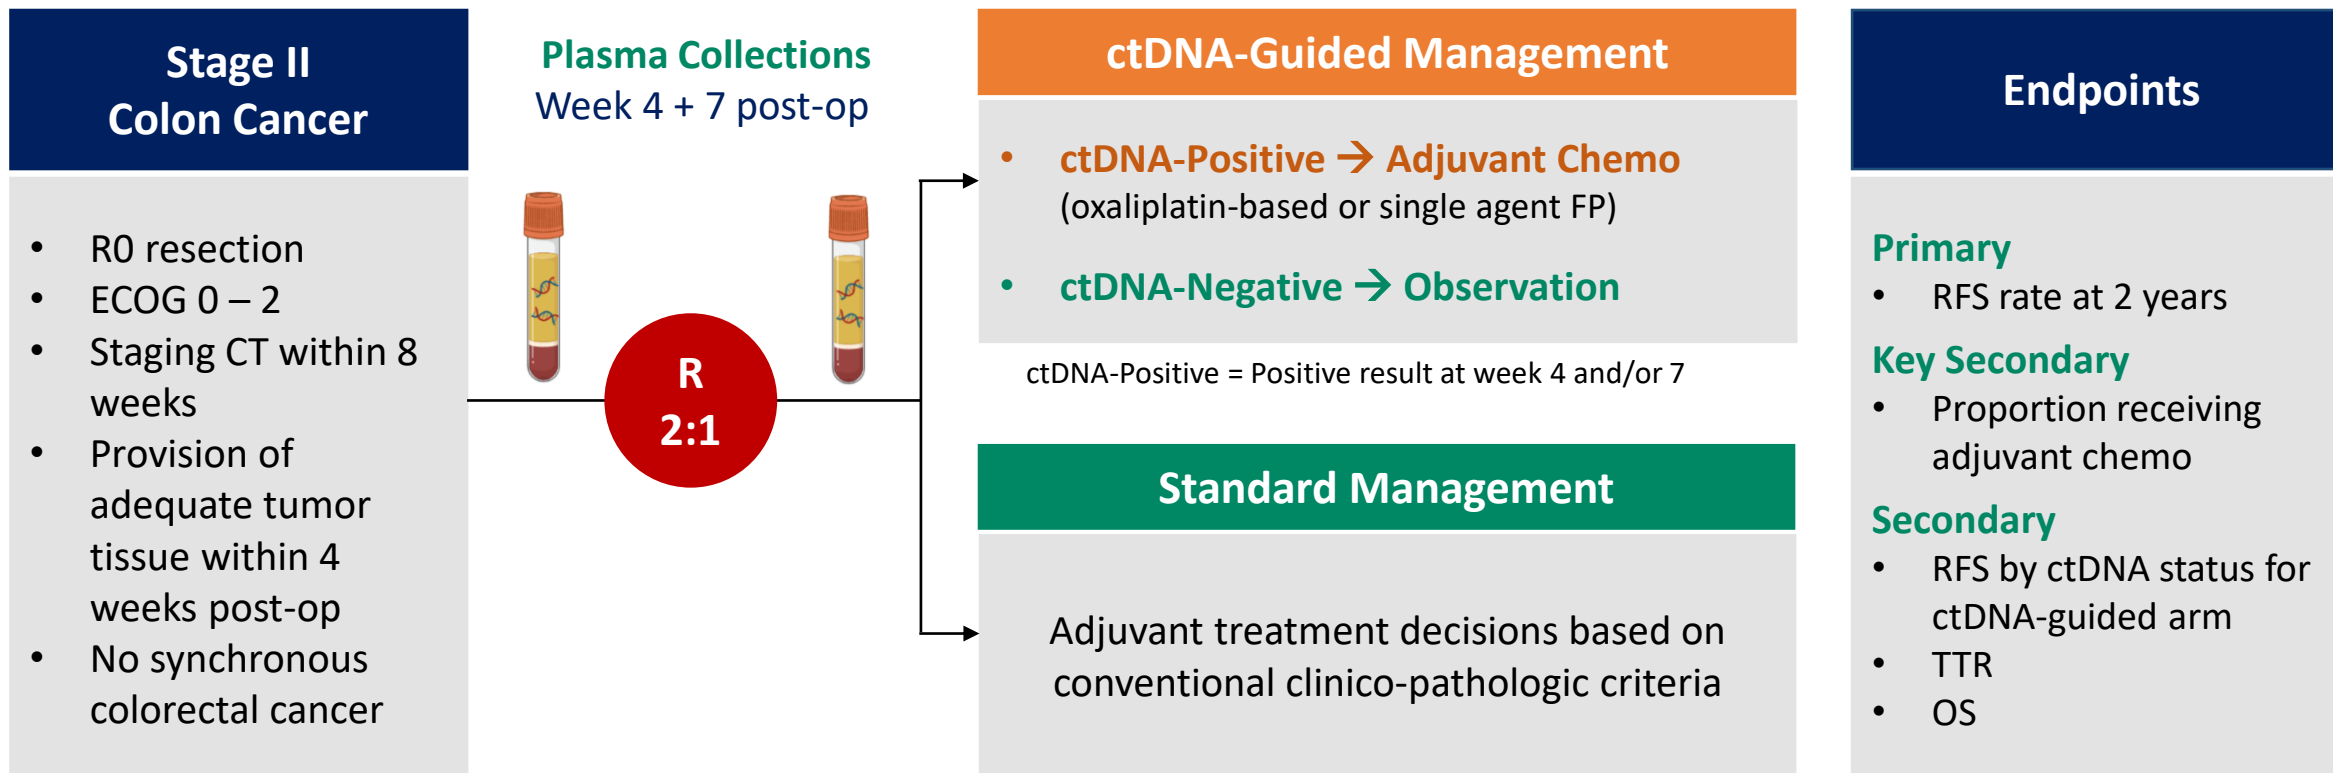 Stage II
Colon Cancer
• R0 resection
• ECOG 0 – 2
• Staging CT within 8
weeks
• Provision of
adequate tumor
tissue within 4
weeks post-op
• No synchronous
colorectal cancer
Plasma Collections
Week 4 + 7 post-op
R
2:1
ctDNA-Guided Management
• ctDNA-Positive → Adjuvant Chemo
(oxaliplatin-based or single agent FP)
• ctDNA-Negative → Observation
ctDNA-Positive = Positive result at week 4 and/or 7
Standard Management
Adjuvant treatment decisions based on
conventional clinico-pathologic criteria
Endpoints
Primary
• RFS rate at 2 years
Key Secondary
• Proportion receiving
adjuvant chemo
Secondary
• RFS by ctDNA status for
ctDNA-guided arm
• TTR
• OS